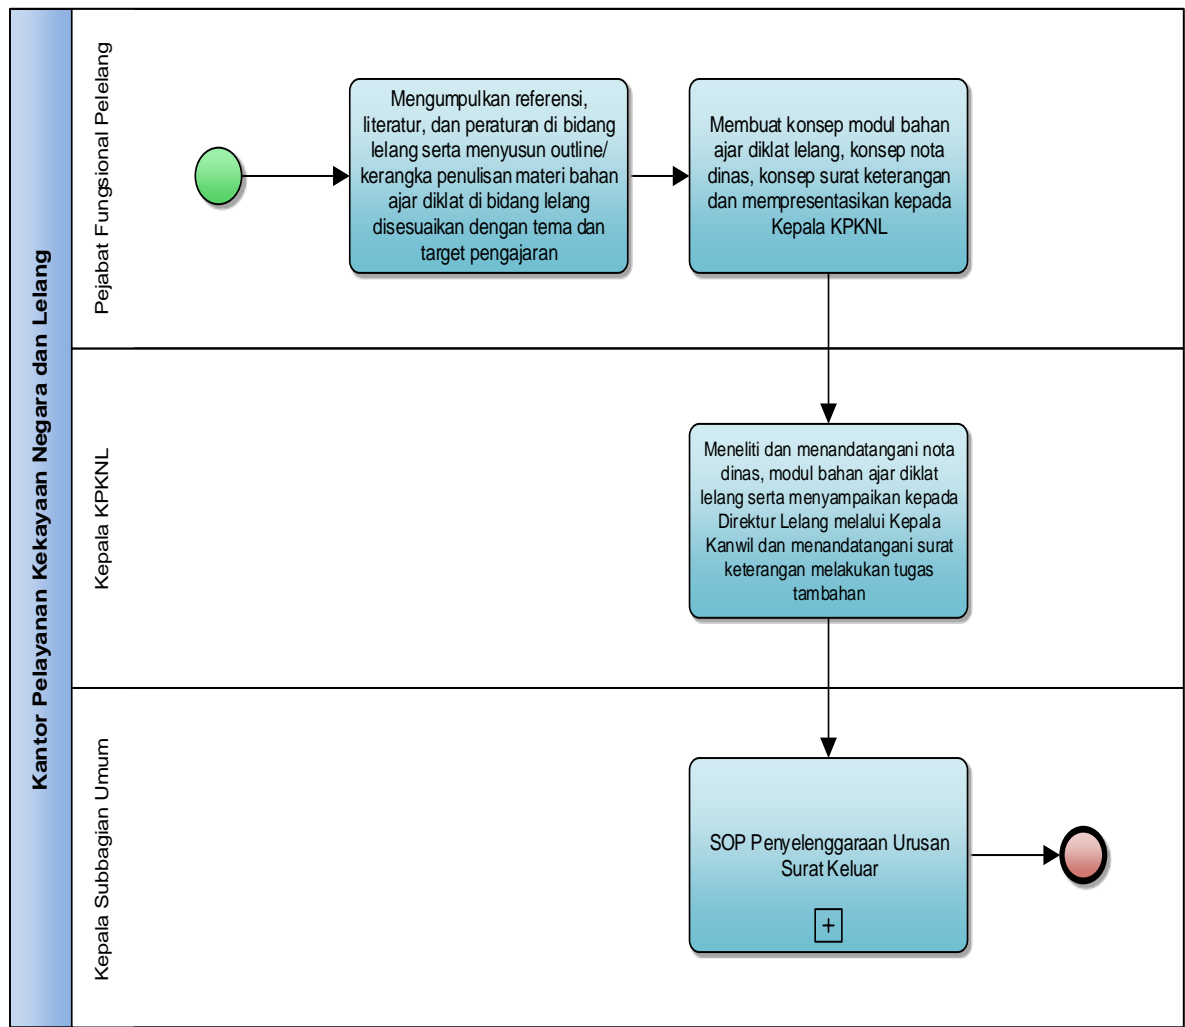 Kantor Pelayanan Kekayaan Negara dan Lelang
Pejabat Fungsional Pelelang
Mengumpulkan referensi,
literatur, dan peraturan di bidang
lelang serta menyusun outline/
kerangka penulisan materi bahan
ajar diklat di bidang lelang
disesuaikan dengan tema dan
target pengajaran
Membuat konsep modul bahan
ajar diklat lelang, konsep nota
dinas, konsep surat keterangan
dan mempresentasikan kepada
Kepala KPKNL
Kepala KPKNL
Meneliti dan menandatangani nota
dinas, modul bahan ajar diklat
lelang serta menyampaikan kepada
Direktur Lelang melalui Kepala
Kanwil dan menandatangani surat
keterangan melakukan tugas
tambahan
Kepala Subbagian Umum
SOP Penyelenggaraan Urusan
Surat Keluar